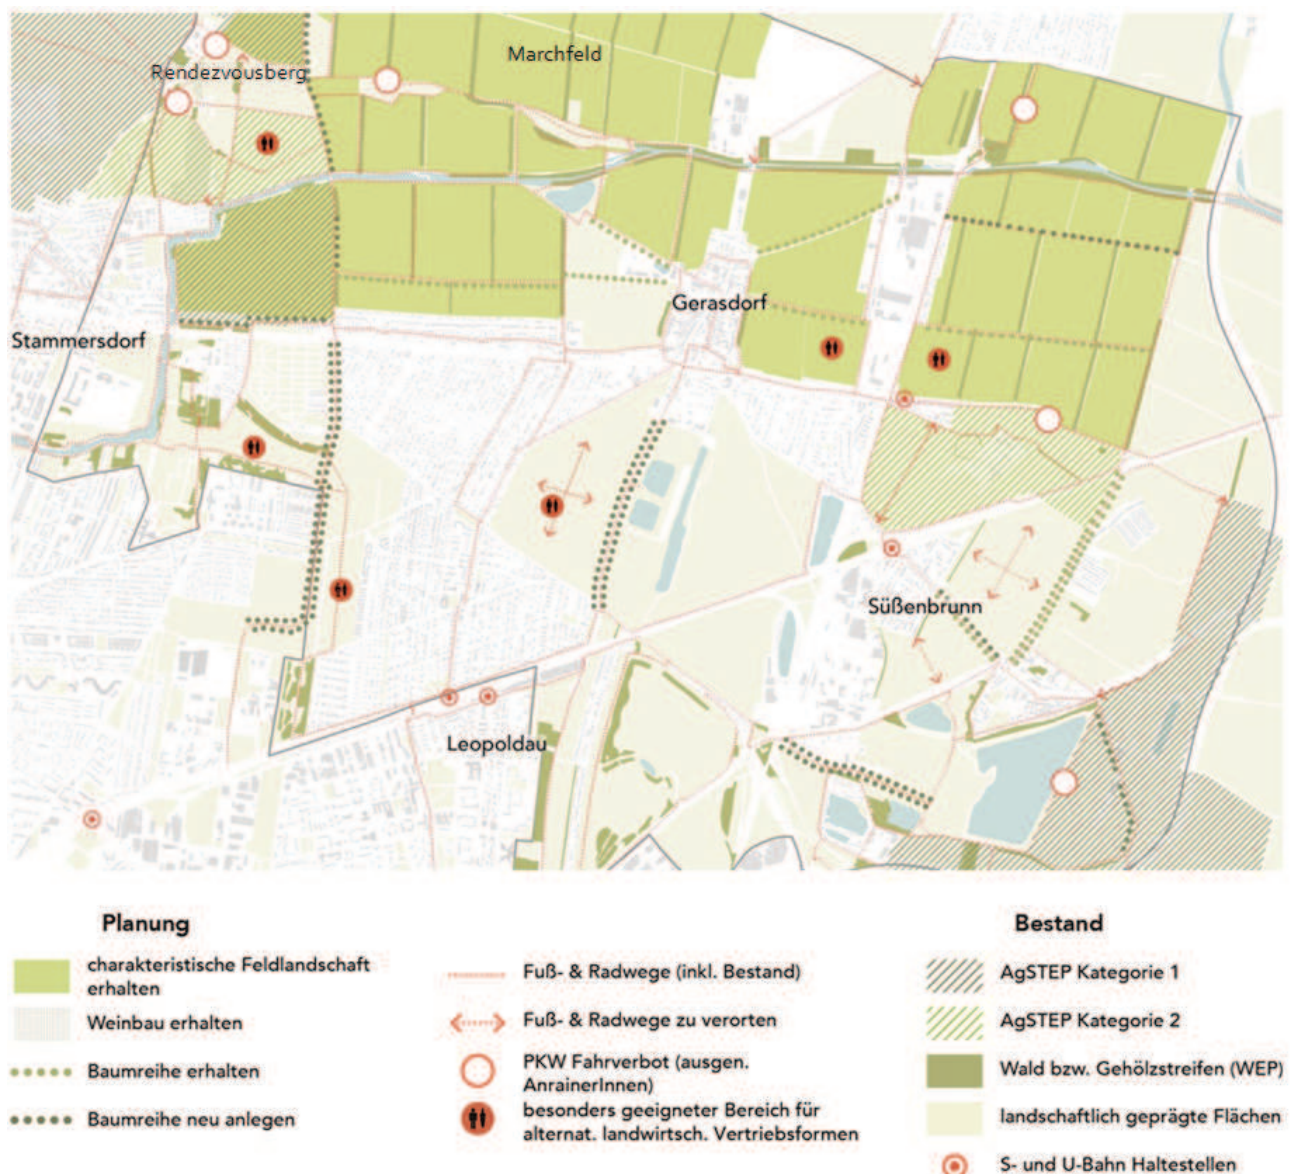 Marchfeld
Rendezvousberg
Gerasdorf
Stammersdorf
Süßenbrunn
Leopoldau
Planung
charakteristische Feldlandschaft
erhalten
Weinbau erhalten
Baumreihe erhalten
Baumreihe neu anlegen
Fuß- & Radwege (inkl. Bestand)
Fuß- & Radwege zu verorten
PKW Fahrverbot (ausgen.
AnrainerInnen)
besonders geeigneter Bereich für
alternat. landwirtsch. Vertriebsformen
Bestand
AgSTEP Kategorie 1
AgSTEP Kategorie 2
Wald bzw. Gehölzstreifen (WEP)
landschaftlich geprägte Flächen
S- und U-Bahn Haltestellen